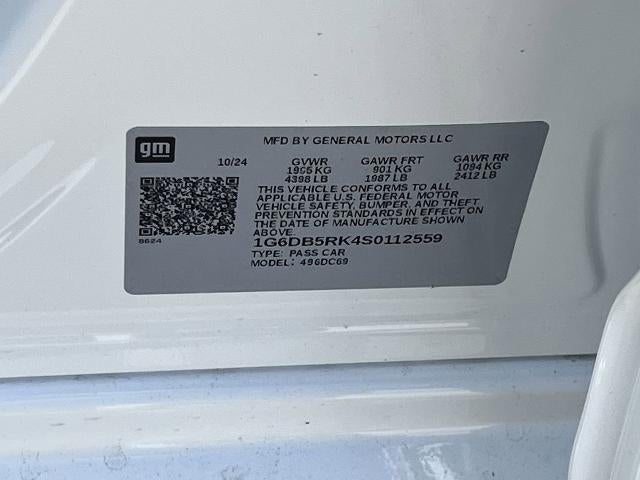 gm
MFD BY GENERAL MOTORS LLC
10/24 GVWR GAWR FRT GAWR RR
1995 KG 901 KG 1094 KG
4398 LB 1987 LB 2412 LB
THIS VEHICLE CONFORMS TO ALL
APPLICABLE U.S. FEDERAL MOTOR
VEHICLE SAFETY, BUMPER, AND THEFT
PREVENTION STANDARDS IN EFFECT ON
THE DATE OF MANUFACTURE SHOWN
ABOVE.
8624
1G6DB5RK4S0112559
TYPE: PASS CAR
MODEL: 496DC69